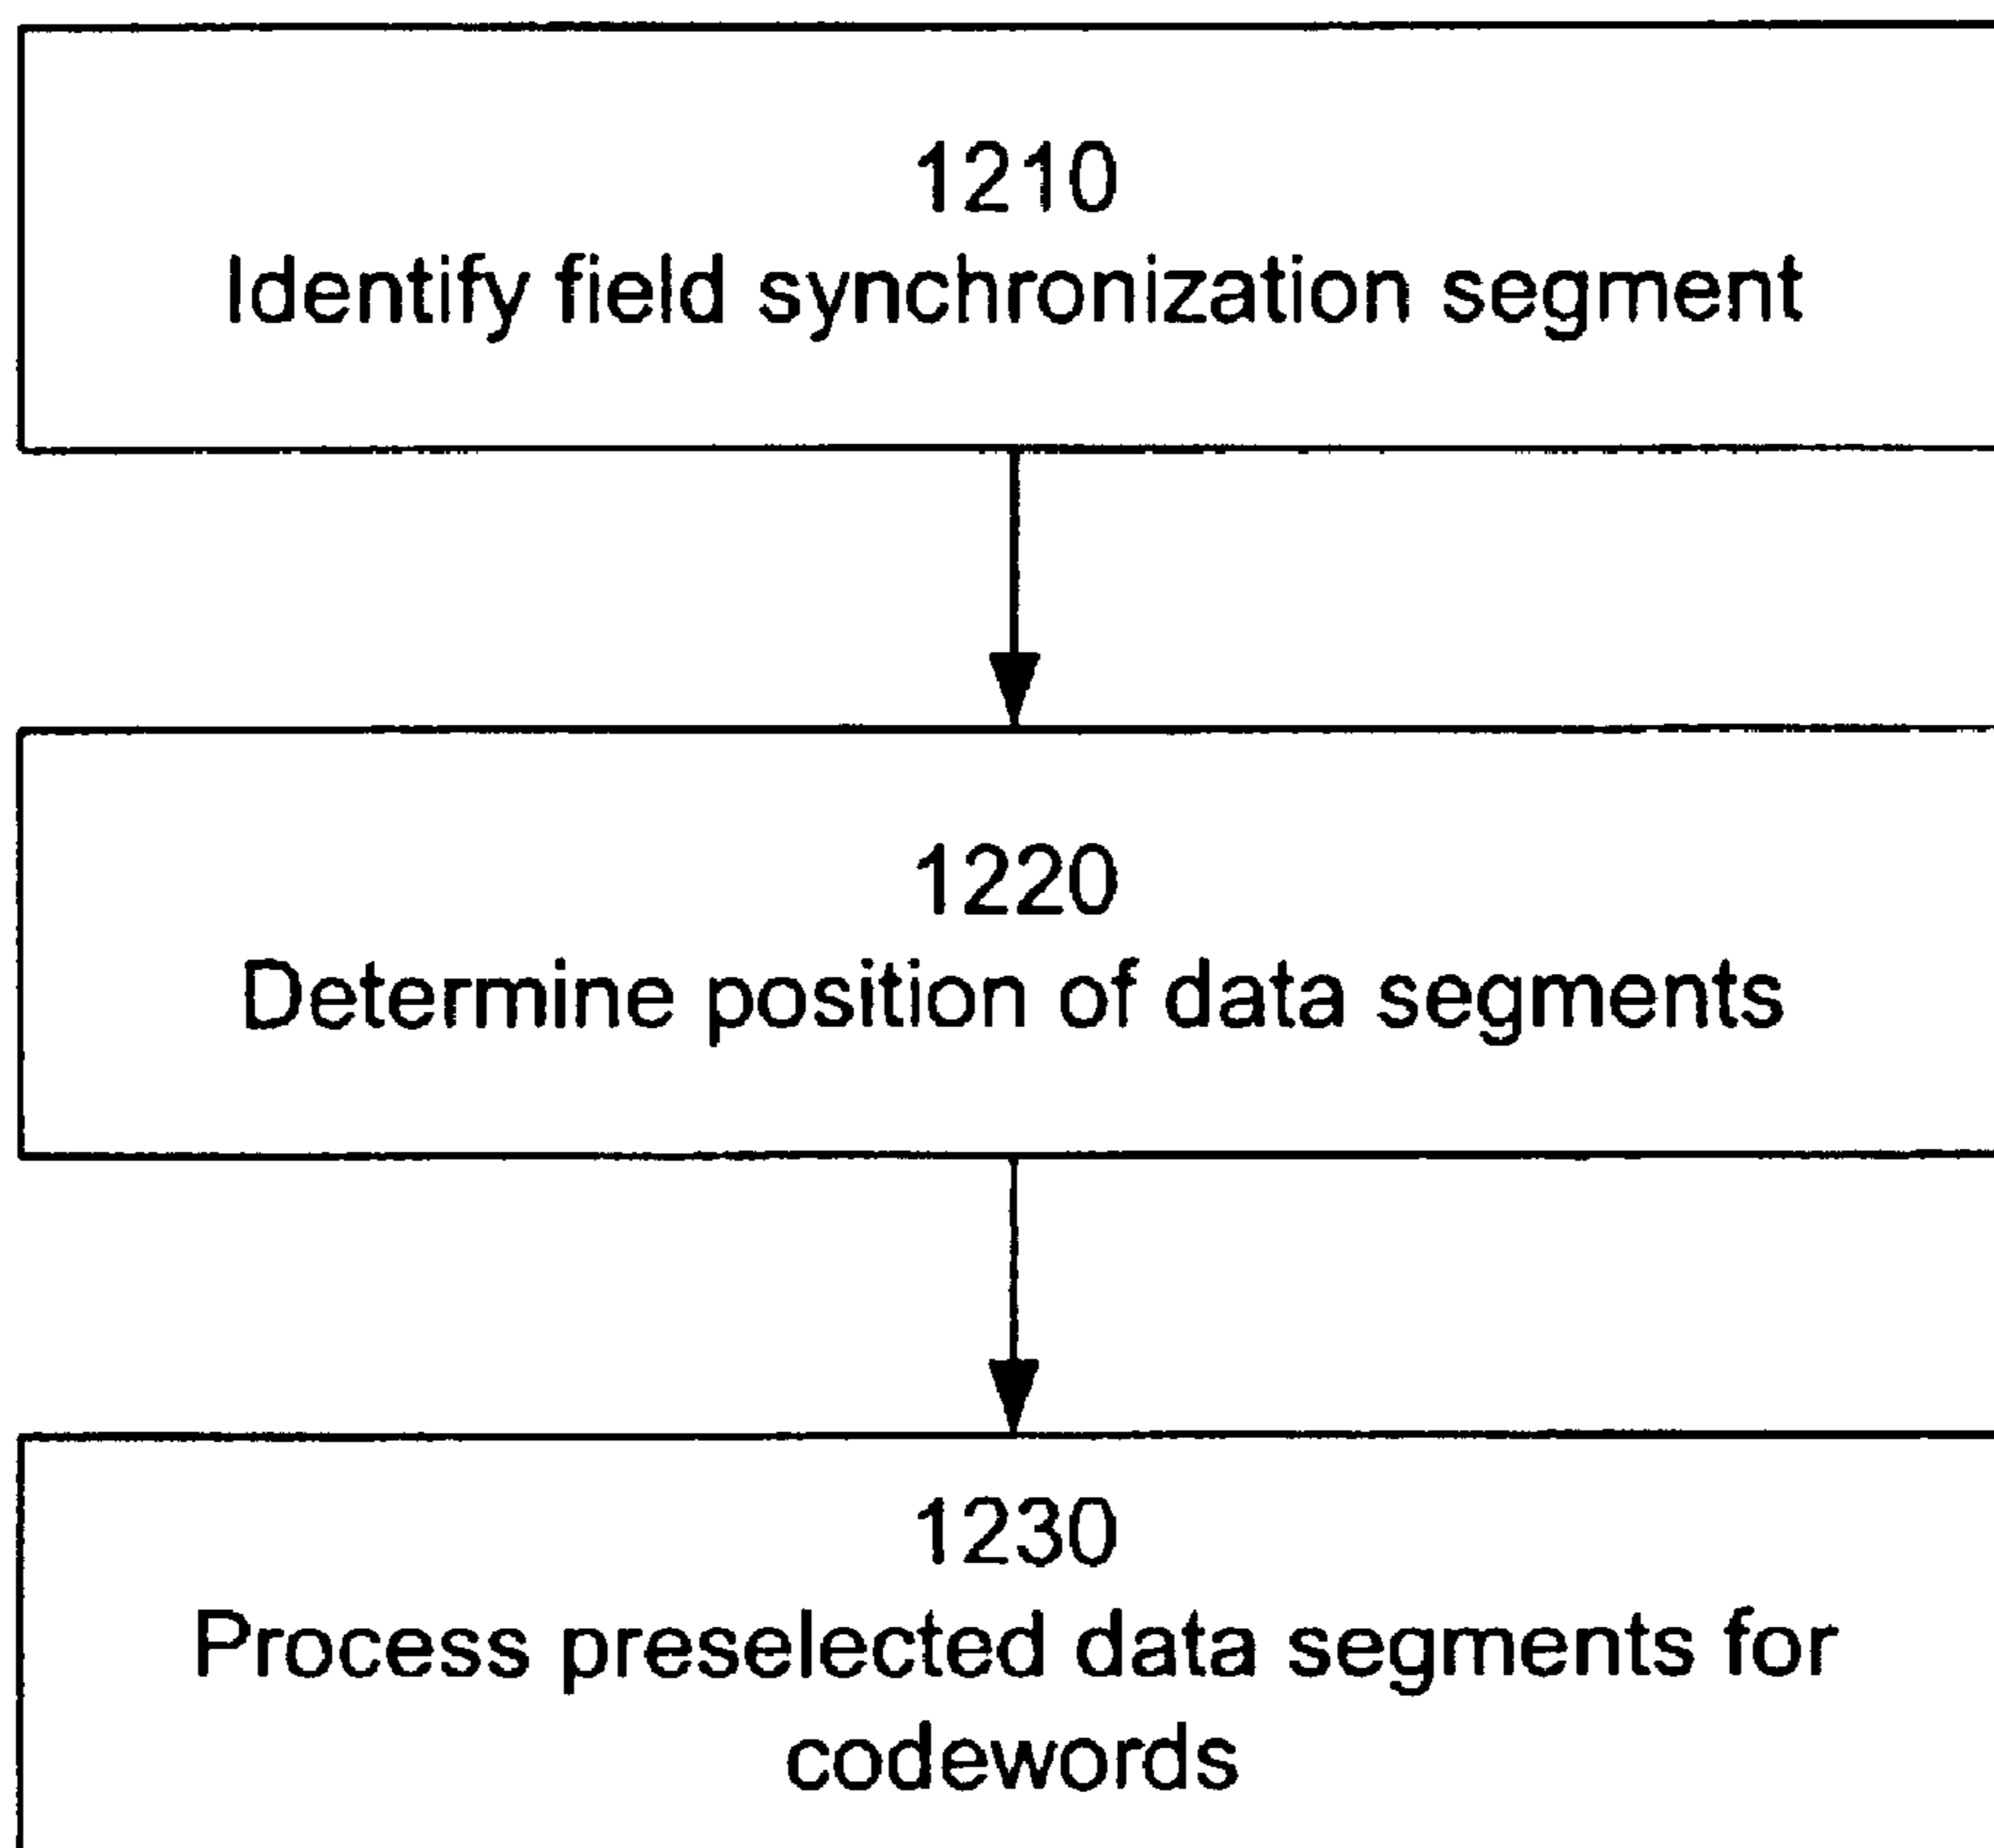 1210
Identify field synchronization segment
1220
Determine position of data segments
1230
Process preselected data segments for
codewords